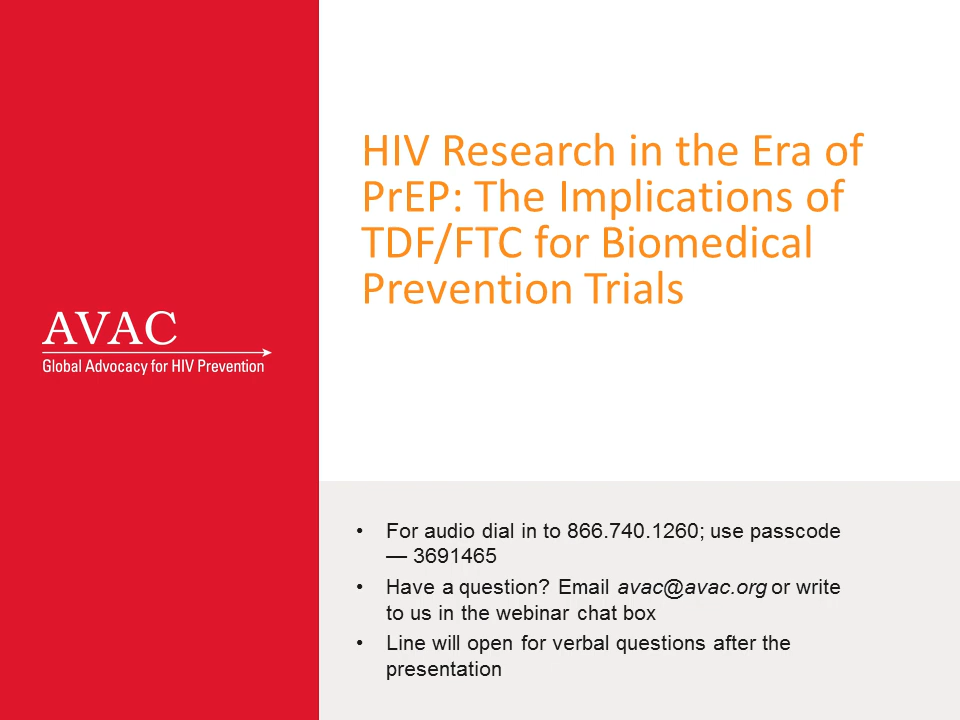 HIV Research in the Era of
PrEP: The Implications of
TDF/FTC for Biomedical
Prevention Trials
AVAC
Global Advocacy for HIV Prevention
• For audio dial in to 866.740.1260; use passcode
— 3691465
• Have a question? Email avac@avac.org or write
to us in the webinar chat box
• Line will open for verbal questions after the
presentation